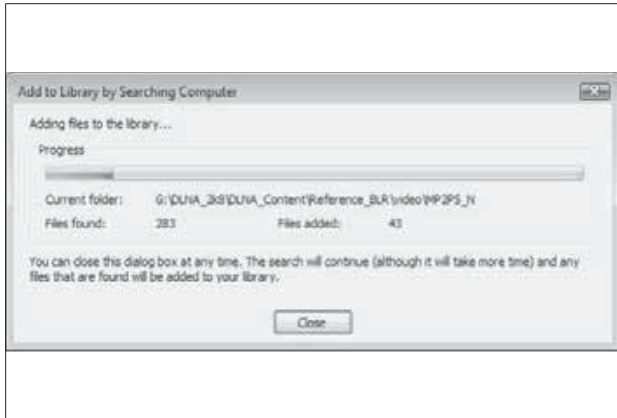 Add to Library by Searching Computer
Adding files to the library...
Progress
Current folder: G:\DLNA_2k8\DLNA_Content\Reference_BLR\video\MP2PS_N
Files found: 283 Files added: 43
You can close this dialog box at any time. The search will continue (although it will take more time) and any
files that are found will be added to your library.
Close